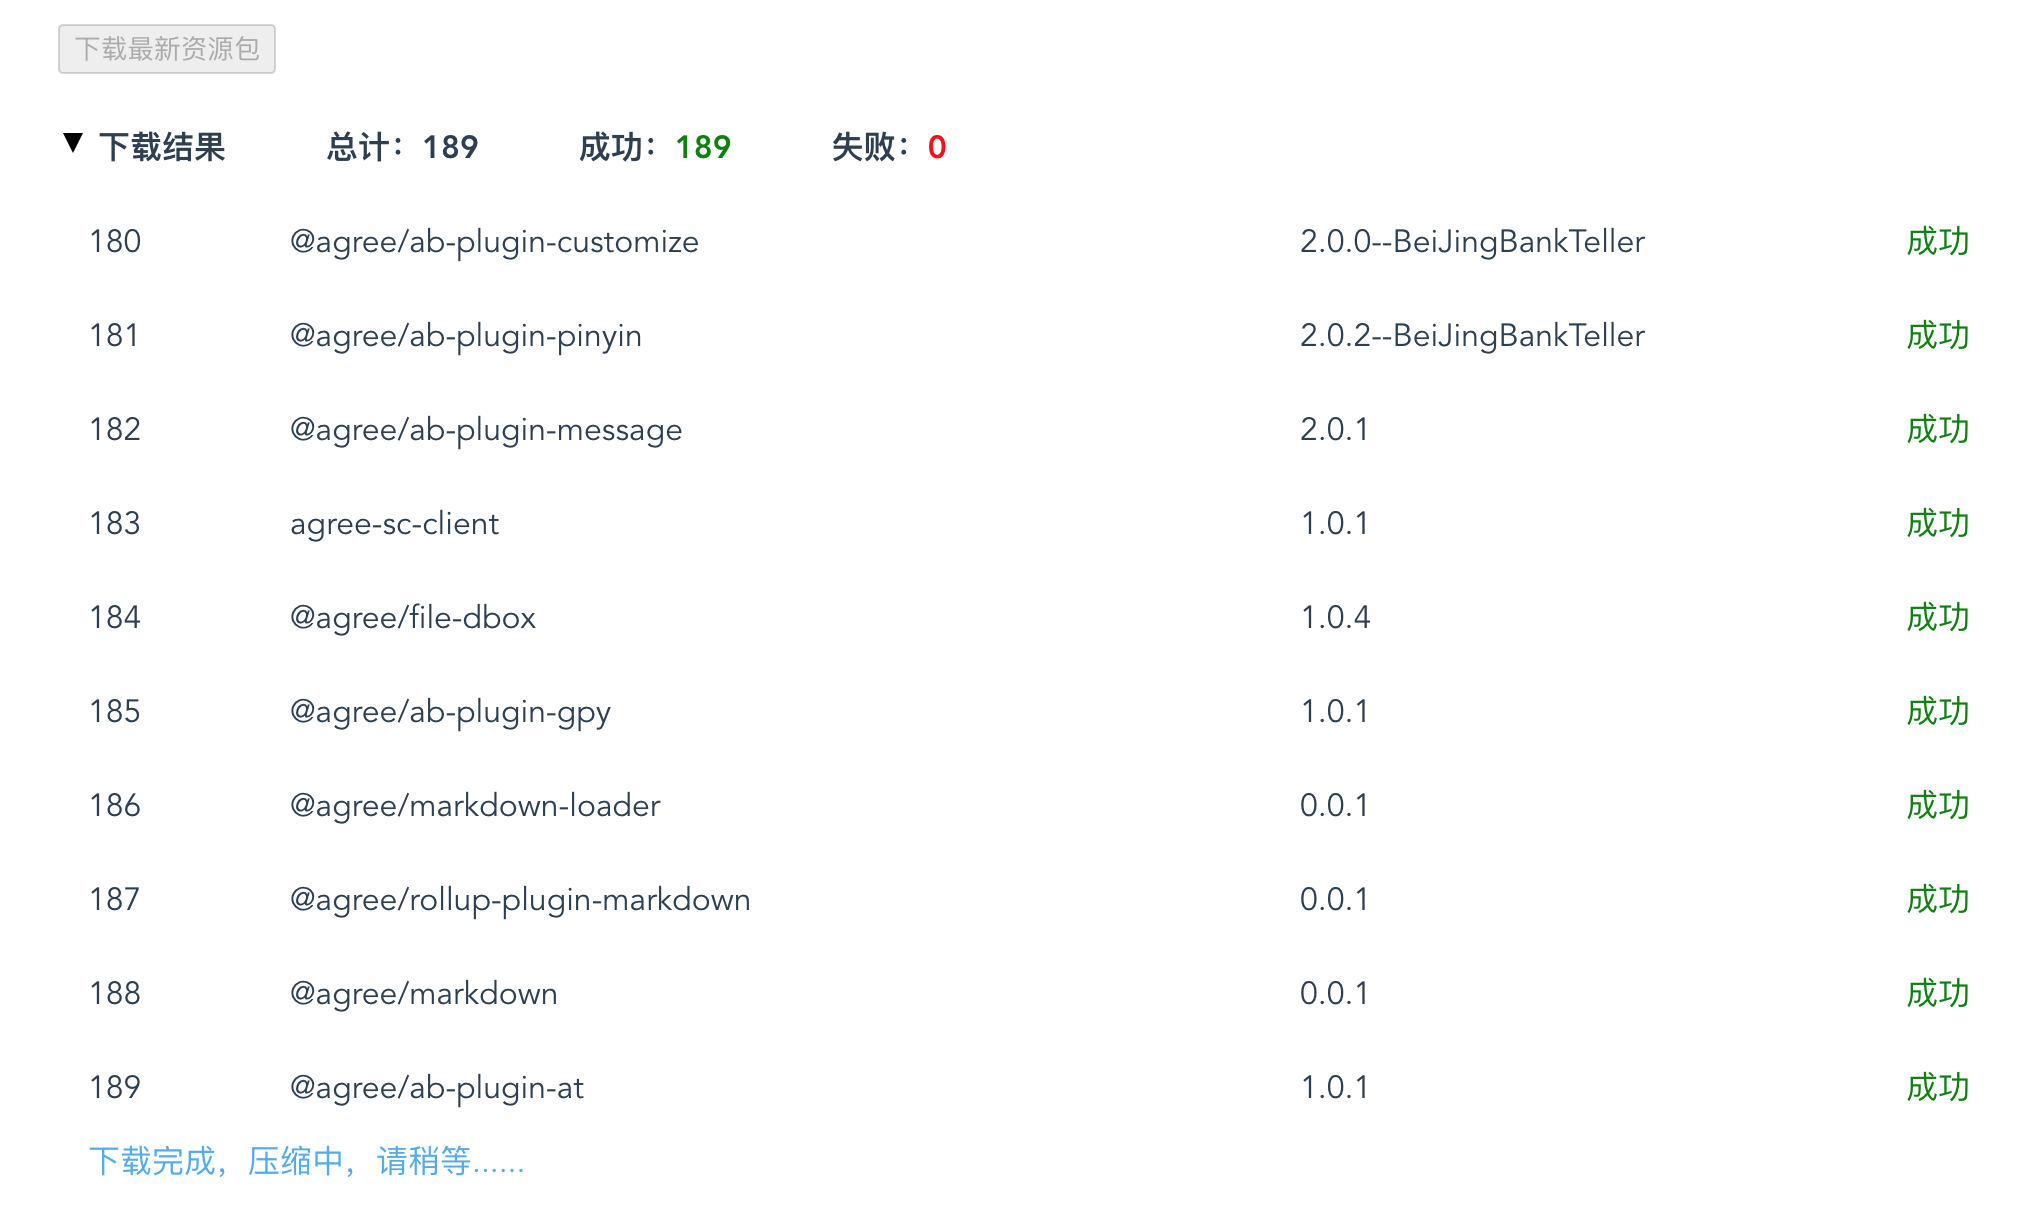 下载最新资源包
▼ 下载结果 总计：189 成功：189 失败：0
180 @agree/ab-plugin-customize 2.0.0--BeiJingBankTeller 成功
181 @agree/ab-plugin-pinyin 2.0.2--BeiJingBankTeller 成功
182 @agree/ab-plugin-message 2.0.1 成功
183 agree-sc-client 1.0.1 成功
184 @agree/file-dbox 1.0.4 成功
185 @agree/ab-plugin-gpy 1.0.1 成功
186 @agree/markdown-loader 0.0.1 成功
187 @agree/rollup-plugin-markdown 0.0.1 成功
188 @agree/markdown 0.0.1 成功
189 @agree/ab-plugin-at 1.0.1 成功
下载完成，压缩中，请稍等......